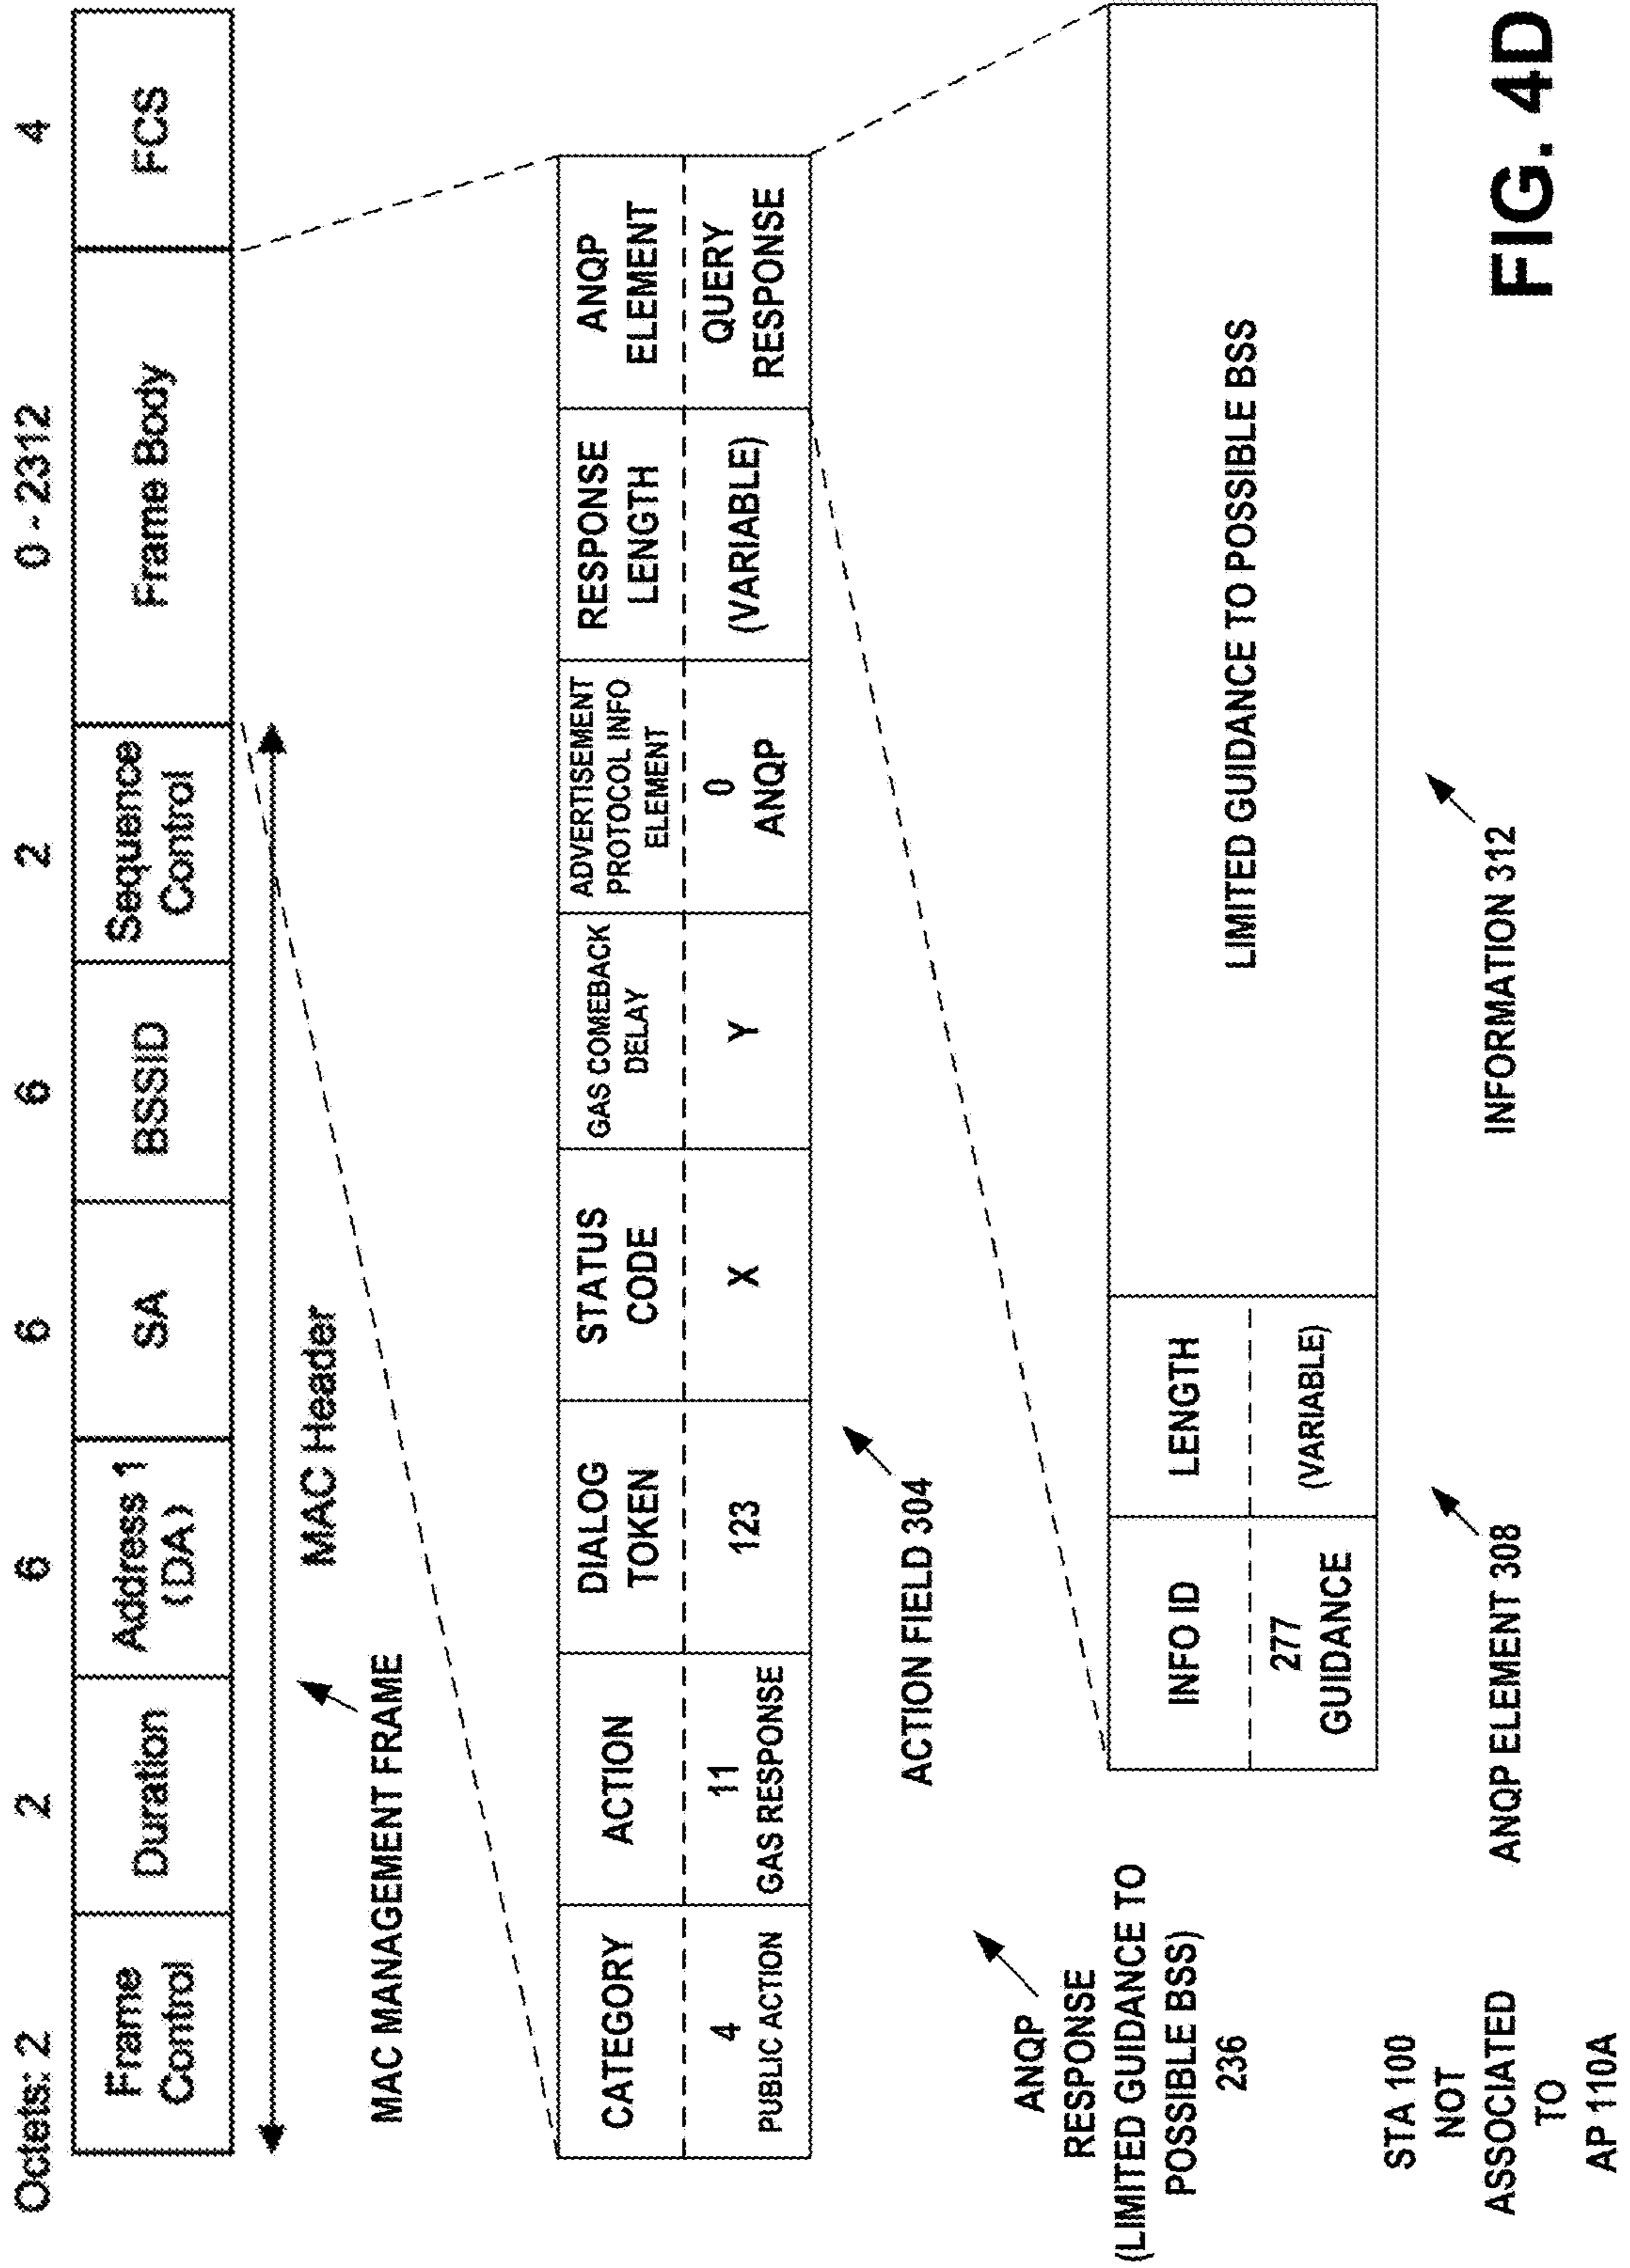 Octets: 2 2 6 6 6 2 0 - 2312 4
Frame
Control
Duration
Address 1
(DA)
SA
BSSID
Sequence
Control
Frame Body
FCS
MAC Header
MAC MANAGEMENT FRAME
CATEGORY
4
PUBLIC ACTION
ACTION
11
GAS RESPONSE
DIALOG
TOKEN
123
STATUS
CODE
X
GAS COMEBACK
DELAY
Y
ADVERTISEMENT
PROTOCOL INFO
ELEMENT
0
ANQP
RESPONSE
LENGTH
(VARIABLE)
ANQP
ELEMENT
QUERY
RESPONSE
ACTION FIELD 304
ANQP
RESPONSE
(LIMITED GUIDANCE TO
POSSIBLE BSS)
236
INFO ID
277
GUIDANCE
LENGTH
(VARIABLE)
LIMITED GUIDANCE TO POSSIBLE BSS
STA 100
NOT
ASSOCIATED
TO
AP 110A
ANQP ELEMENT 308
INFORMATION 312
FIG. 4D